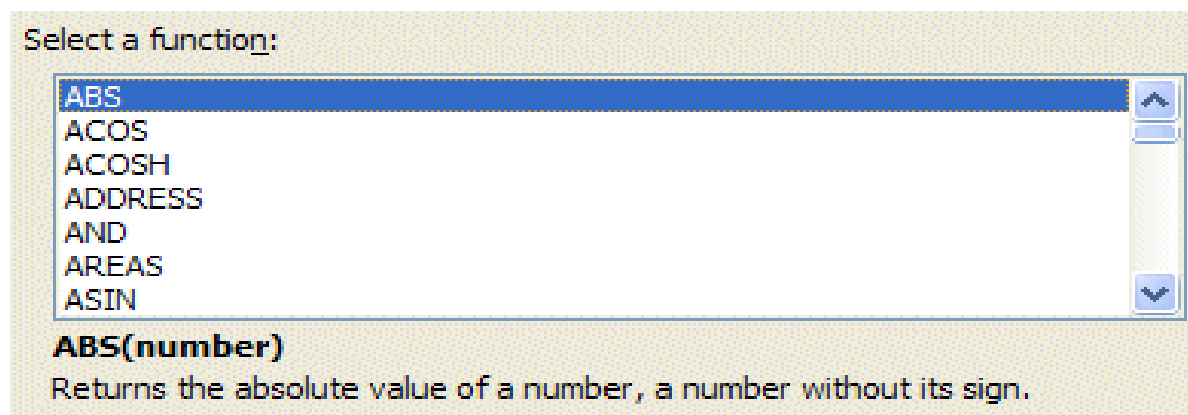 Select a function:
ABS
ACOS
ACOSH
ADDRESS
AND
AREAS
ASIN
ABS(number)
Returns the absolute value of a number, a number without its sign.